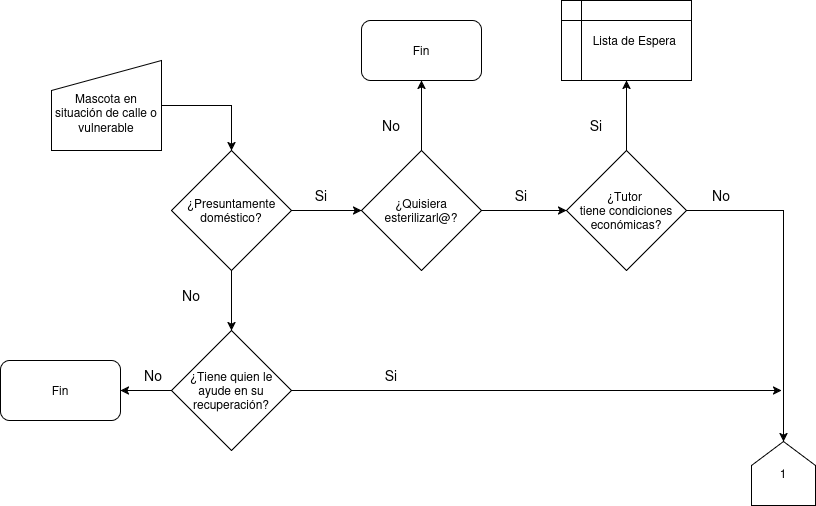 Fin
Lista de Espera
Mascota en
situación de calle o
vulnerable
No
Si
¿Presuntamente
doméstico?
Si
¿Quisiera
esterilizarl@?
Si
¿Tutor
tiene condiciones
económicas?
No
No
Fin
No
¿Tiene quien le
ayude en su
recuperación?
Si
1